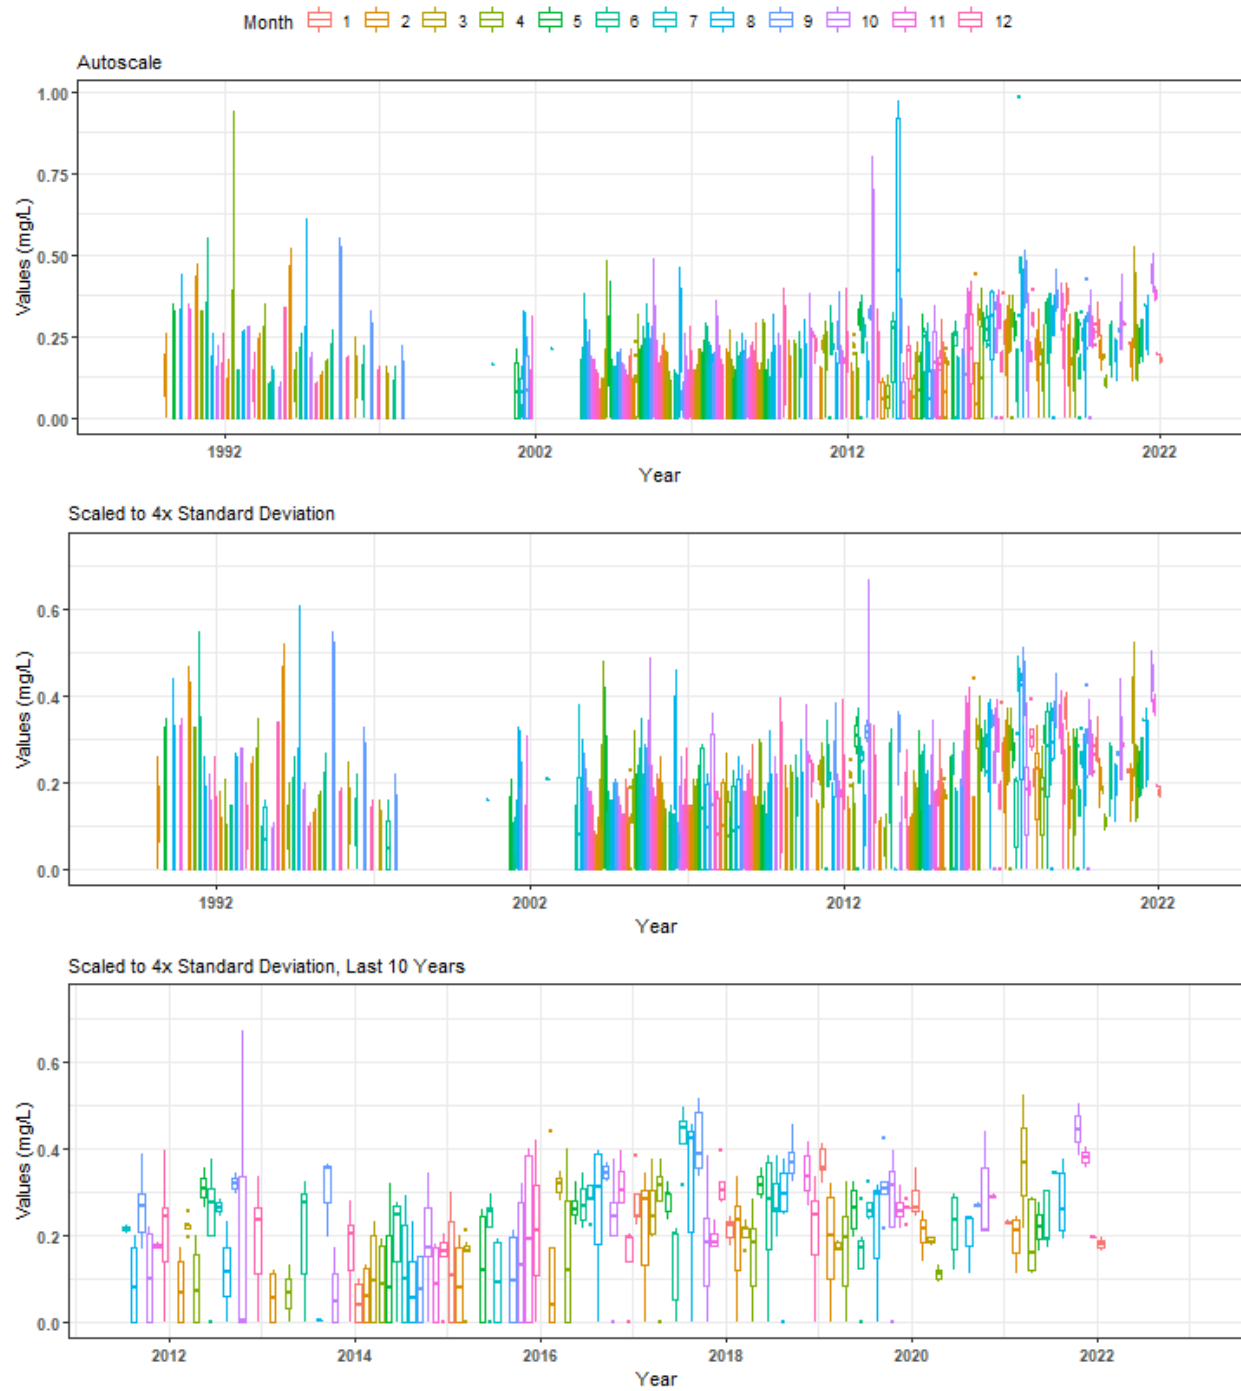 Month 1 2 3 4 5 6 7 8 9 10 11 12
Autoscale
1.00
0.75
0.50
0.25
0.00
Values (mg/L)
1992 2002 2012 2022
Year
Scaled to 4x Standard Deviation
0.6
0.4
0.2
0.0
Values (mg/L)
1992 2002 2012 2022
Year
Scaled to 4x Standard Deviation, Last 10 Years
0.6
0.4
0.2
0.0
Values (mg/L)
2012 2014 2016 2018 2020 2022
Year